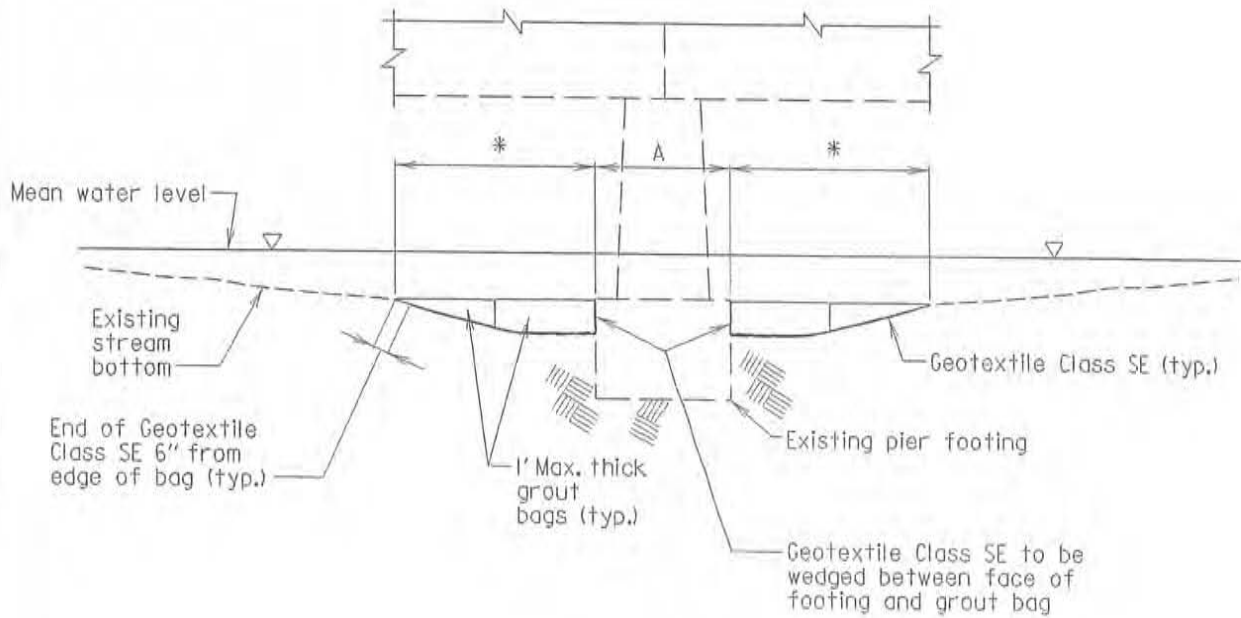 *
A
*
Mean water level
Existing
stream
bottom
Geotextile Class SE (typ.)
End of Geotextile
Class SE 6" from
edge of bag (typ.)
Existing pier footing
1' Max. thick
grout
bags (typ.)
Geotextile Class SE to be
wedged between face of
footing and grout bag